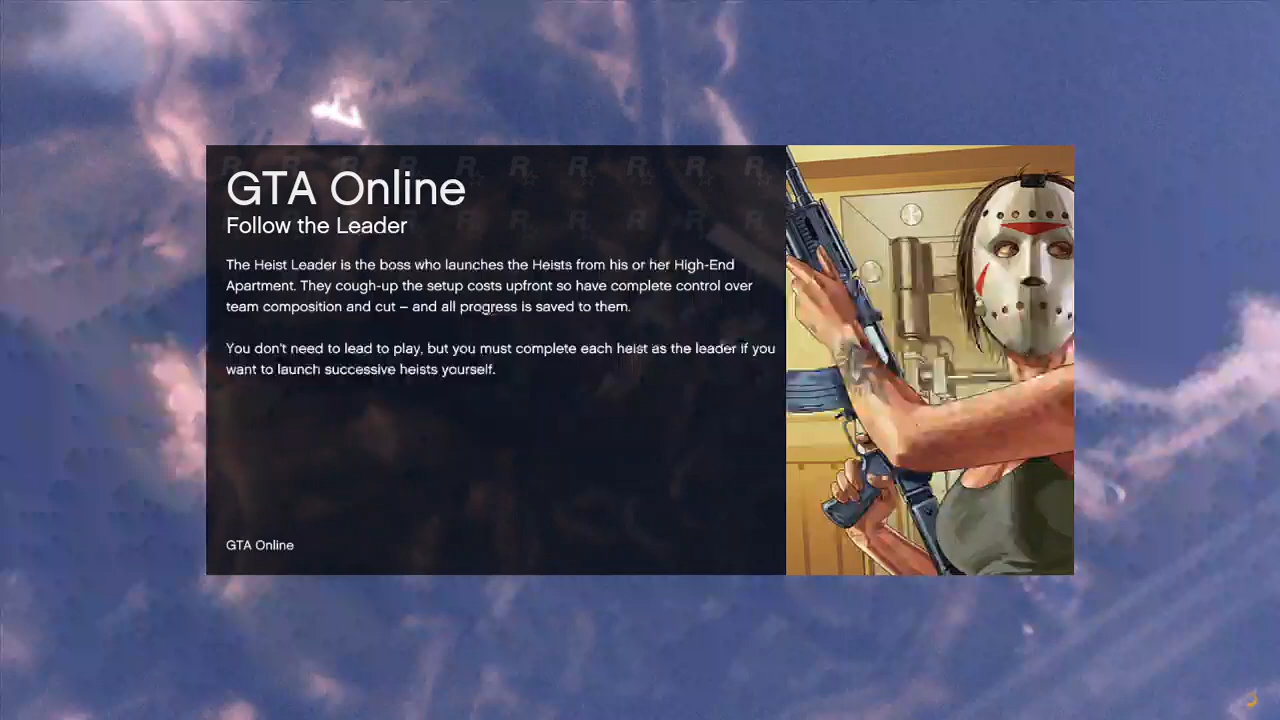 GTA Online
Follow the Leader
The Heist Leader is the boss who launches the Heists from his or her High-End
Apartment. They cough-up the setup costs upfront so have complete control over
team composition and cut – and all progress is saved to them.
You don't need to lead to play, but you must complete each heist as the leader if you
want to launch successive heists yourself.
GTA Online